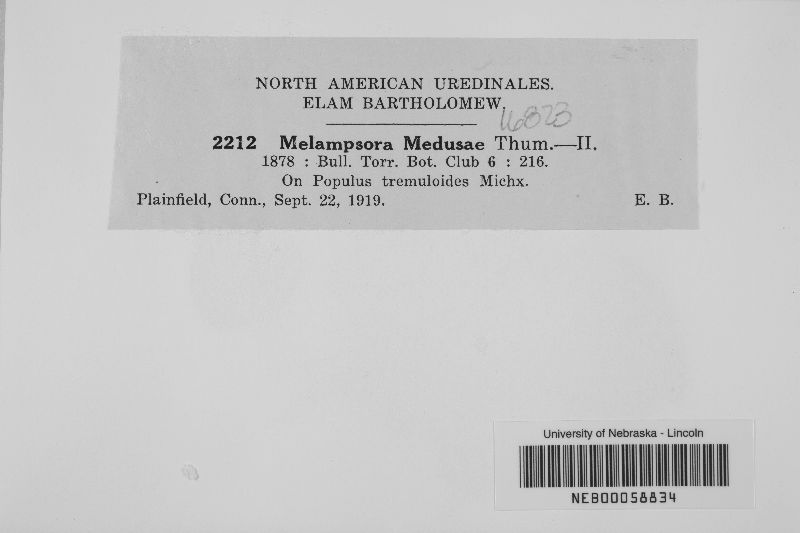 NORTH AMERICAN UREDINALES.
ELAM BARTHOLOMEW.
16823
2212 Melampsora Medusae Thum.—II.
1878 : Bull. Torr. Bot. Club 6 : 216.
On Populus tremuloides Michx.
Plainfield, Conn., Sept. 22, 1919. E. B.
University of Nebraska - Lincoln
NEB00058834